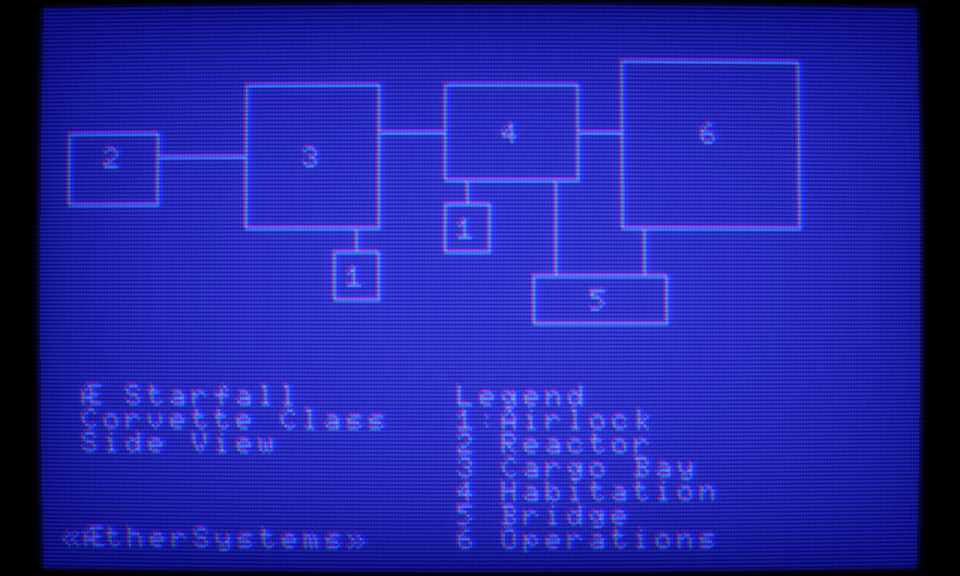 2
3
4
6
1
1
5
Æ Starfall
Corvette Class
Side View
«ÆtherSystems»
Legend
1 Airlock
2 Reactor
3 Cargo Bay
4 Habitation
5 Bridge
6 Operations